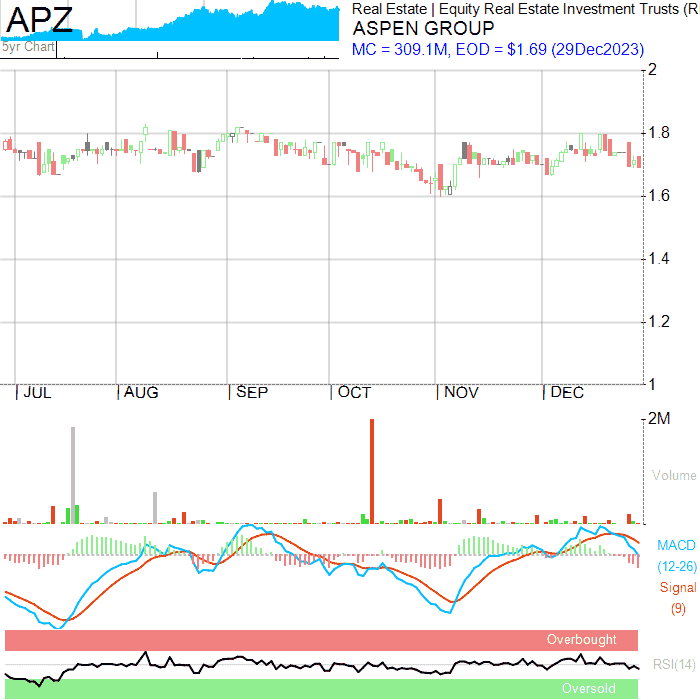 APZ
5yr Chart
Real Estate | Equity Real Estate Investment Trusts (R
ASPEN GROUP
MC = 309.1M, EOD = $1.69 (29Dec2023)
2
1.8
1.6
1.4
1.2
1
JUL AUG SEP OCT NOV DEC
2M
Volume
MACD
(12-26)
Signal
(9)
Overbought
RSI(14)
Oversold